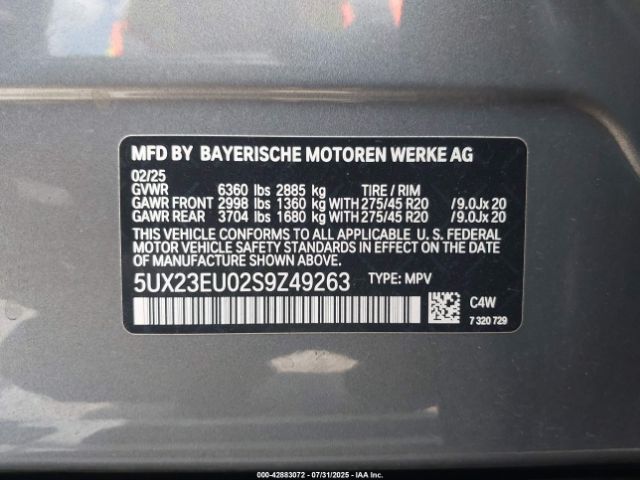 MFD BY BAYERISCHE MOTOREN WERKE AG
02/25
GVWR 6360 lbs 2885 kg TIRE / RIM
GAWR FRONT 2998 lbs 1360 kg WITH 275/45 R20 / 9.0Jx20
GAWR REAR 3704 lbs 1680 kg WITH 275/45 R20 / 9.0Jx20
THIS VEHICLE CONFORMS TO ALL APPLICABLE U. S. FEDERAL
MOTOR VEHICLE SAFETY STANDARDS IN EFFECT ON THE DATE
OF MANUFACTURE SHOWN ABOVE.
5UX23EU02S9Z49263 TYPE: MPV
C4W
7 320 729
000-42883072 - 07/31/2025 - IAA Inc.